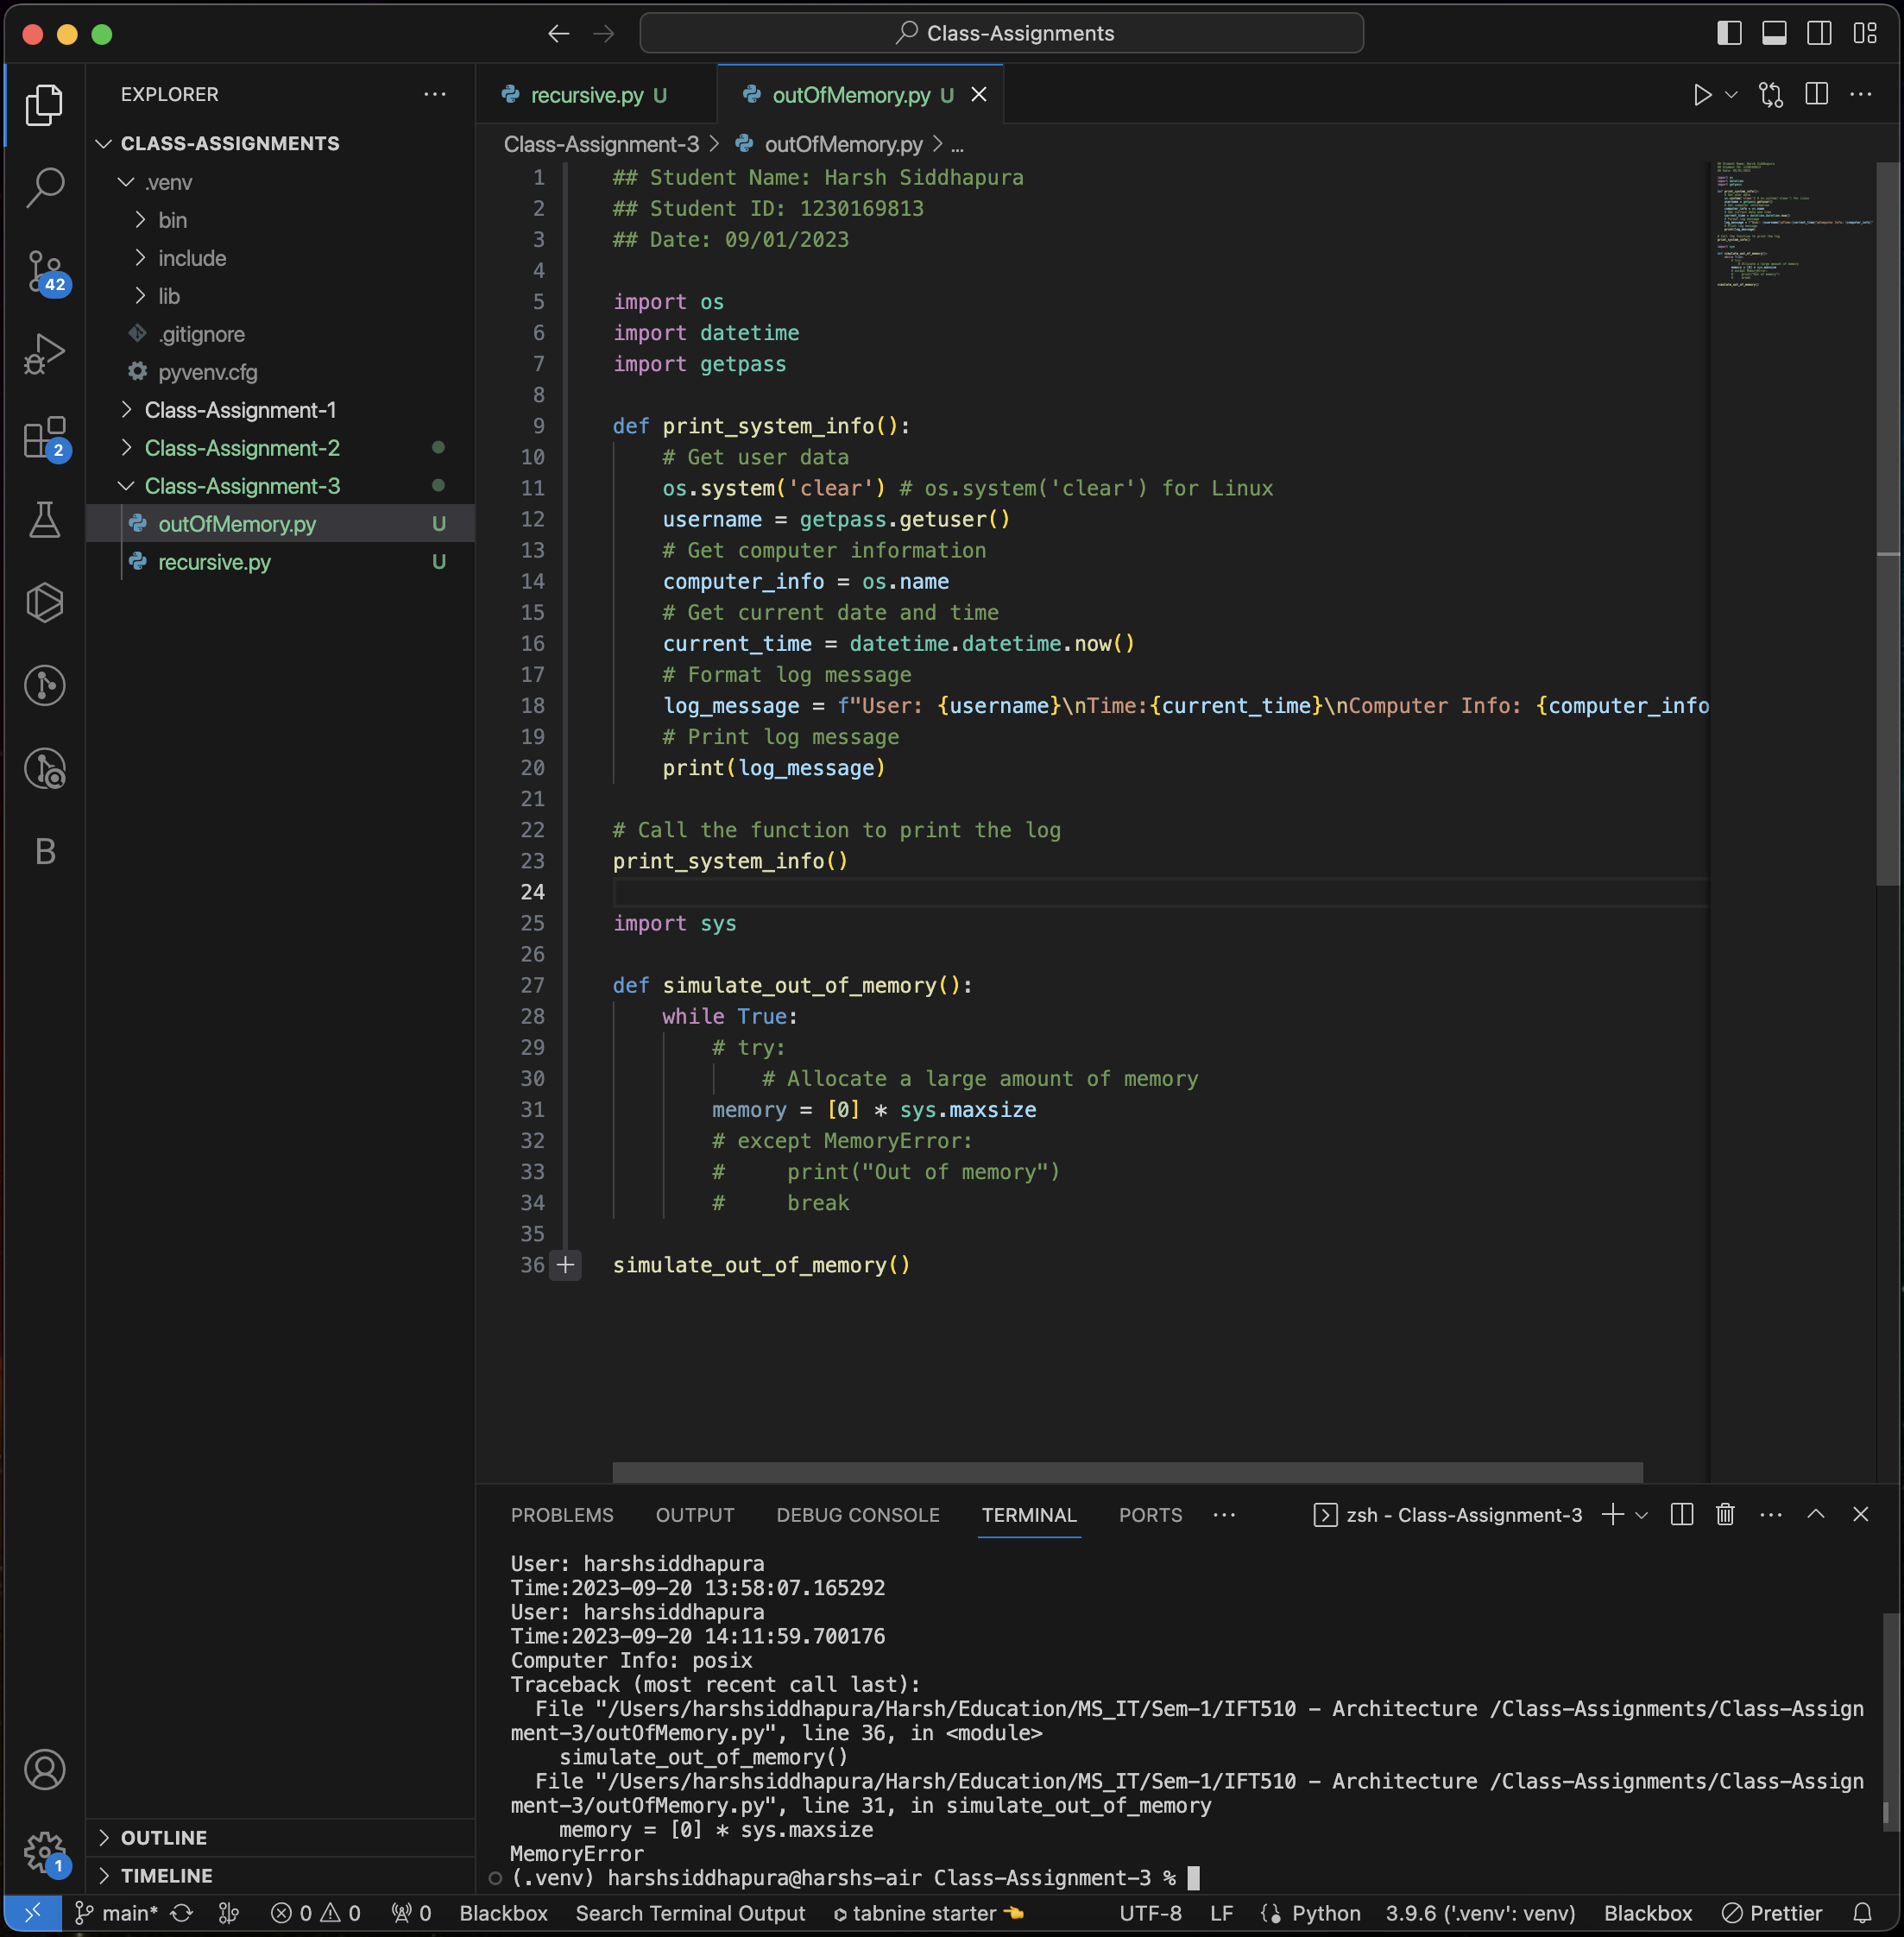 Class-Assignments
EXPLORER
CLASS-ASSIGNMENTS
.venv
bin
include
lib
.gitignore
pyvenv.cfg
Class-Assignment-1
Class-Assignment-2
Class-Assignment-3
outOfMemory.py U
recursive.py U
OUTLINE
TIMELINE
42
2
B
1
recursive.py U
outOfMemory.py U
Class-Assignment-3 > outOfMemory.py > ...
1 ## Student Name: Harsh Siddhapura
2 ## Student ID: 1230169813
3 ## Date: 09/01/2023
4
5 import os
6 import datetime
7 import getpass
8
9 def print_system_info():
10 # Get user data
11 os.system('clear') # os.system('clear') for Linux
12 username = getpass.getuser()
13 # Get computer information
14 computer_info = os.name
15 # Get current date and time
16 current_time = datetime.datetime.now()
17 # Format log message
18 log_message = f"User: {username}\nTime:{current_time}\nComputer Info: {computer_info
19 # Print log message
20 print(log_message)
21
22 # Call the function to print the log
23 print_system_info()
24
25 import sys
26
27 def simulate_out_of_memory():
28 while True:
29 # try:
30 # Allocate a large amount of memory
31 memory = [0] * sys.maxsize
32 # except MemoryError:
33 #     print("Out of memory")
34 #     break
35
36 simulate_out_of_memory()
PROBLEMS OUTPUT DEBUG CONSOLE TERMINAL PORTS ... zsh - Class-Assignment-3
User: harshsiddhapura
Time:2023-09-20 13:58:07.165292
User: harshsiddhapura
Time:2023-09-20 14:11:59.700176
Computer Info: posix
Traceback (most recent call last):
File "/Users/harshsiddhapura/Harsh/Education/MS_IT/Sem-1/IFT510 - Architecture /Class-Assignments/Class-Assign
ment-3/outOfMemory.py", line 36, in <module>
simulate_out_of_memory()
File "/Users/harshsiddhapura/Harsh/Education/MS_IT/Sem-1/IFT510 - Architecture /Class-Assignments/Class-Assign
ment-3/outOfMemory.py", line 31, in simulate_out_of_memory
memory = [0] * sys.maxsize
MemoryError
(.venv) harshsiddhapura@harshs-air Class-Assignment-3 %
main* 0 0 0 Blackbox Search Terminal Output tabnine starter UTF-8 LF Python 3.9.6 ('.venv': venv) Blackbox Prettier